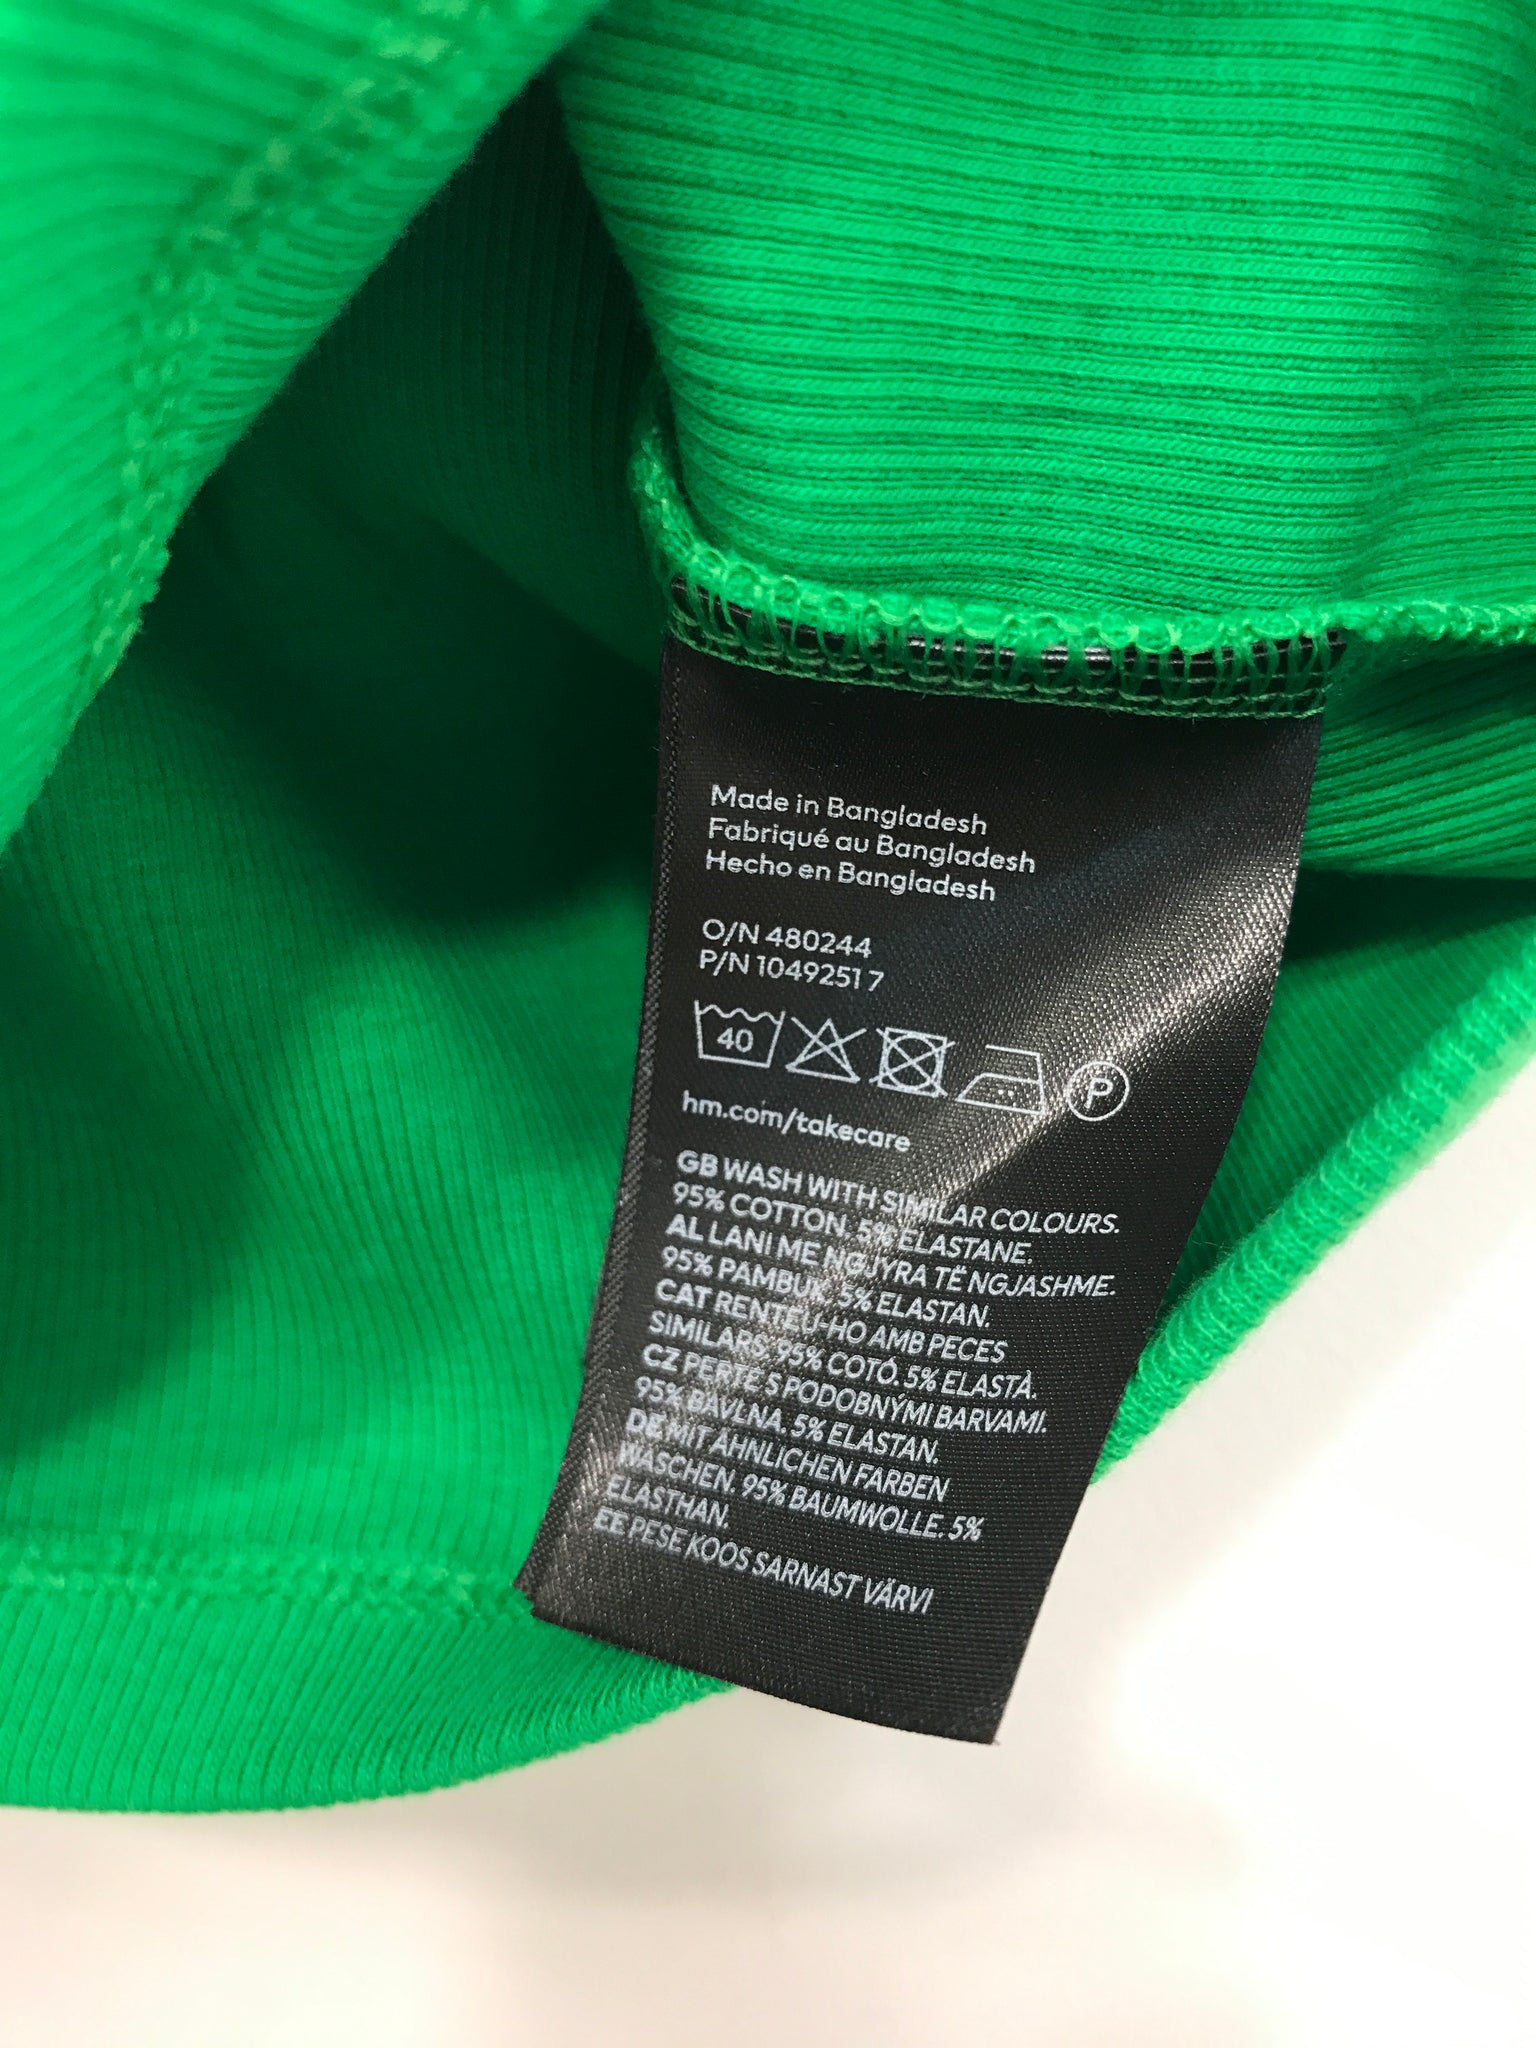 Made in Bangladesh
Fabriqué au Bangladesh
Hecho en Bangladesh
O/N 480244
P/N 10492517
40 P
hm.com/takecare
GB WASH WITH SIMILAR COLOURS.
95% COTTON. 5% ELASTANE.
AL LANI ME NGJYRA TË NGJASHME.
95% PAMBUK. 5% ELASTAN.
CAT RENTEU-HO AMB PECES
SIMILARS. 95% COTÓ. 5% ELASTÀ.
CZ PERTE S PODOBNÝMI BARVAMI.
95% BAVLNA. 5% ELASTAN.
DE MIT ÄHNLICHEN FARBEN
WASCHEN. 95% BAUMWOLLE. 5%
ELASTHAN.
EE PESE KOOS SARNAST VÄRVI